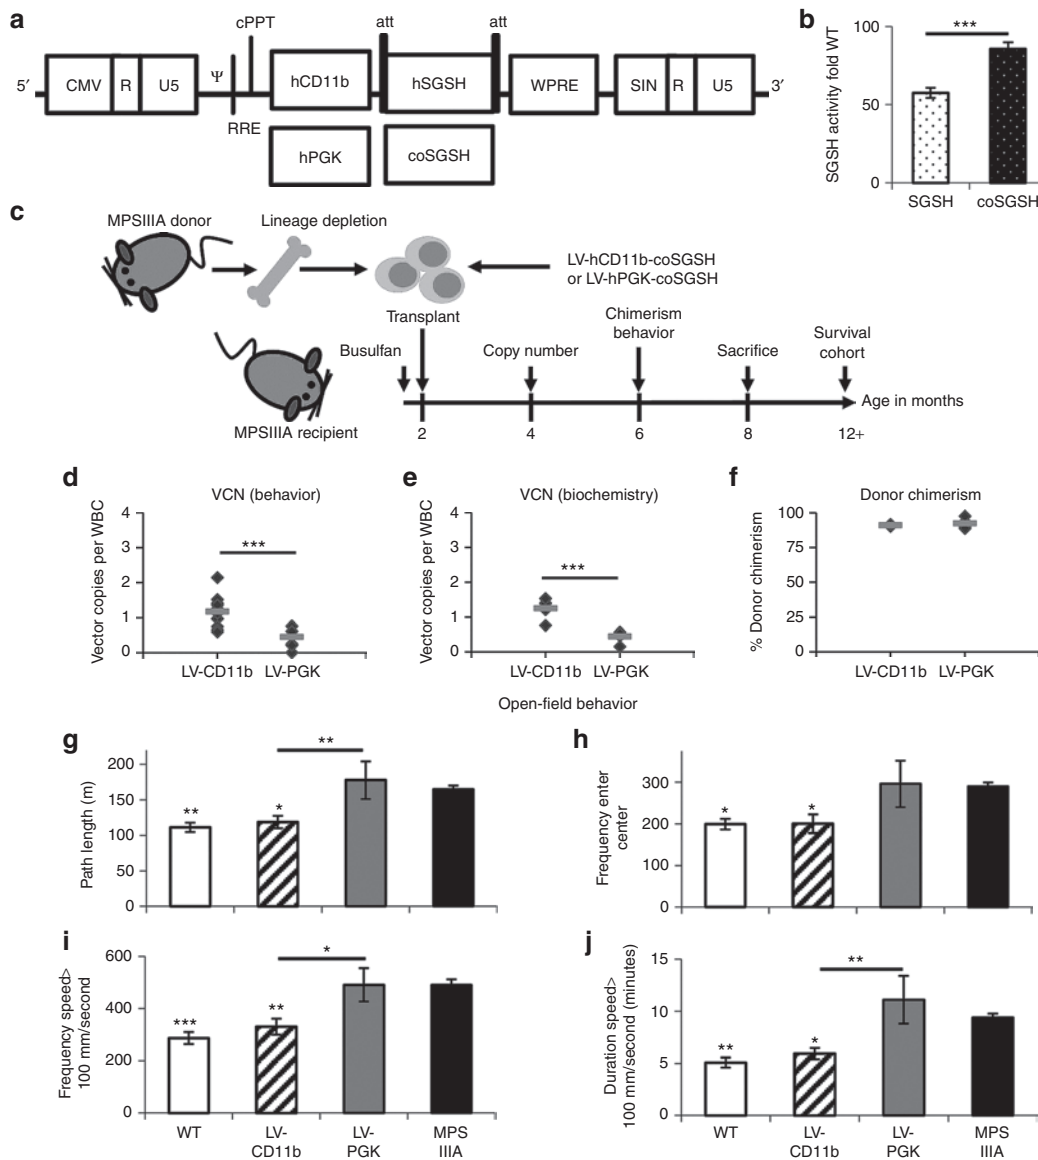 a
cPPT
att
att
5′
CMV
R
U5
Ψ
hCD11b
hSGSH
WPRE
SIN
R
U5
3′
RRE
hPGK
coSGSH
b
SGSH activity fold WT
100
50
0
***
SGSH
coSGSH
c
MPSIIIA donor
Lineage depletion
LV-hCD11b-coSGSH
or LV-hPGK-coSGSH
Transplant
Busulfan
Copy number
Chimerism
behavior
Sacrifice
Survival
cohort
Age in months
MPSIIIA recipient
2
4
6
8
12+
d
VCN (behavior)
Vector copies per WBC
4
3
2
1
0
***
LV-CD11b
LV-PGK
e
VCN (biochemistry)
Vector copies per WBC
4
3
2
1
0
***
LV-CD11b
LV-PGK
f
Donor chimerism
% Donor chimerism
100
75
50
25
0
LV-CD11b
LV-PGK
Open-field behavior
g
Path length (m)
200
150
100
50
0
**
*
**
h
Frequency enter
center
300
200
100
0
*
*
i
Frequency speed>
100 mm/second
600
400
200
0
***
**
*
WT
LV-
CD11b
LV-
PGK
MPS
IIIA
j
Duration speed>
100 mm/second (minutes)
15
10
5
0
**
*
**
WT
LV-
CD11b
LV-
PGK
MPS
IIIA